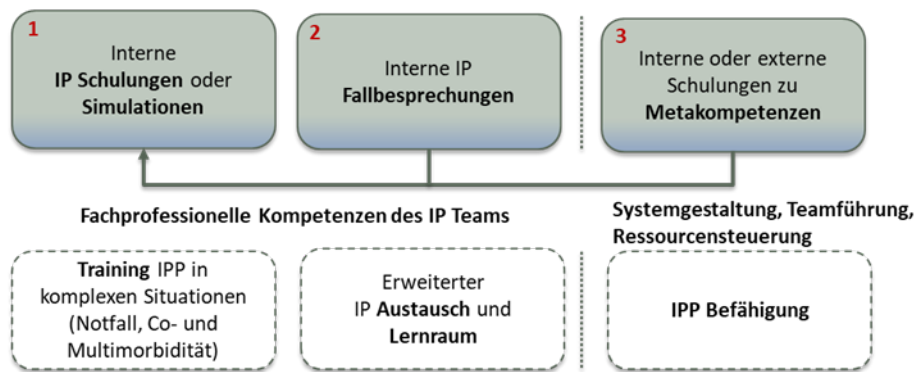 1
Interne
IP Schulungen oder
Simulationen
2
Interne IP
Fallbesprechungen
3
Interne oder externe
Schulungen zu
Metakompetenzen
Fachprofessionelle Kompetenzen des IP Teams
Systemgestaltung, Teamführung,
Ressourcensteuerung
Training IPP in
komplexen Situationen
(Notfall, Co- und
Multimorbidität)
Erweiterter
IP Austausch und
Lernraum
IPP Befähigung